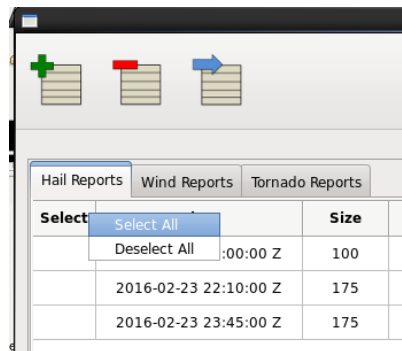 Hail Reports Wind Reports Tornado Reports
Select Size
Select All
Deselect All :00:00 Z 100
2016-02-23 22:10:00 Z 175
2016-02-23 23:45:00 Z 175